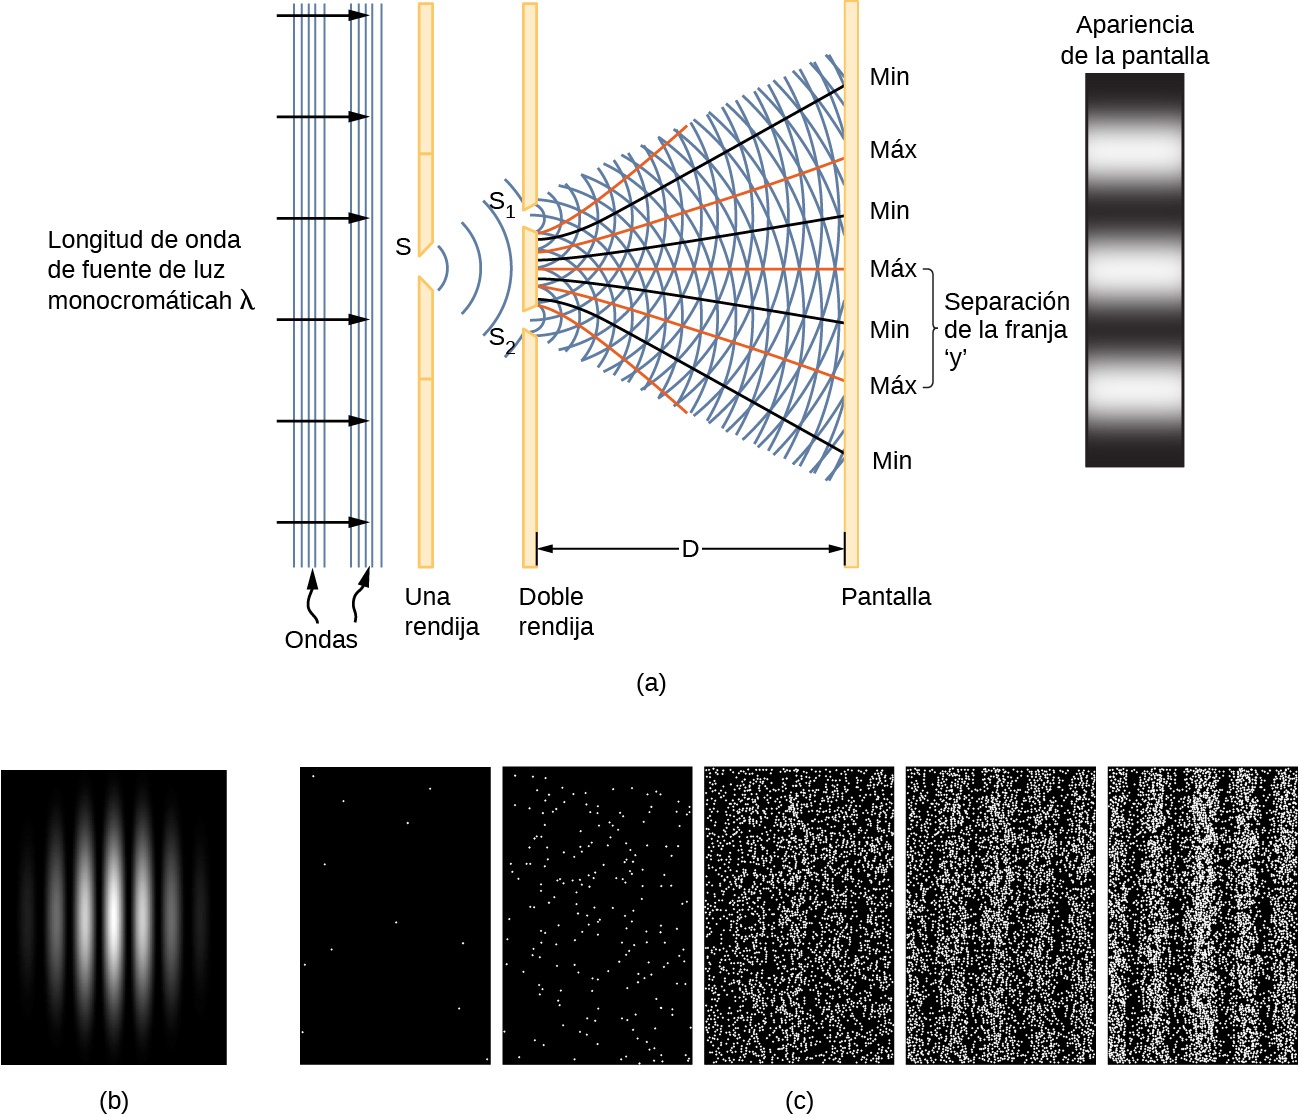 Apariencia
de la pantalla
Min
Máx
Min
Máx
Min
Máx
Min
Separación
de la franja
‘y’
S
S1
S2
Longitud de onda
de fuente de luz
monocromáticah λ
D
Ondas
Una
rendija
Doble
rendija
Pantalla
(a)
(b)
(c)